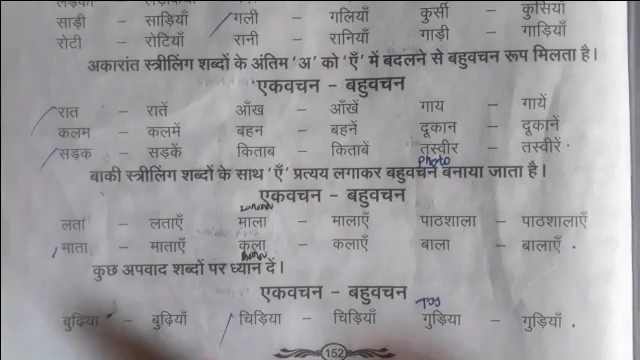 साड़ी – साड़ियाँ गली – गलियाँ कुर्सी – कुर्सियाँ
रोटी – रोटियाँ रानी – रानियाँ गाड़ी – गाड़ियाँ
अकारांत स्त्रीलिंग शब्दों के अंतिम 'अ' को 'एँ' में बदलने से बहुवचन रूप मिलता है।
एकवचन – बहुवचन
रात – रातें आँख – आँखें गाय – गायें
कलम – कलमें बहन – बहनें दूकान – दूकानें
सड़क – सड़कें किताब – किताबें तस्वीर – तस्वीरें
Photo
बाकी स्त्रीलिंग शब्दों के साथ 'एँ' प्रत्यय लगाकर बहुवचन बनाया जाता है।
एकवचन – बहुवचन
लता – लताएँ माला – मालाएँ पाठशाला – पाठशालाएँ
माता – माताएँ कला – कलाएँ बाला – बालाएँ
कुछ अपवाद शब्दों पर ध्यान दें।
एकवचन – बहुवचन
बुढ़िया – बुढ़ियाँ चिड़िया – चिड़ियाँ गुड़िया – गुड़ियाँ
152